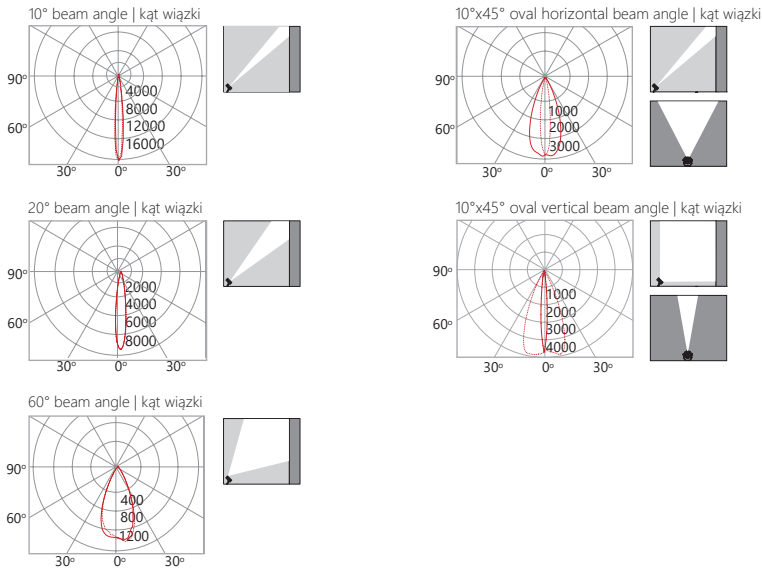 10° beam angle | kąt wiązki
90°
60°
4000
8000
12000
16000
30° 0° 30°
20° beam angle | kąt wiązki
90°
60°
2000
4000
6000
8000
30° 0° 30°
60° beam angle | kąt wiązki
90°
60°
400
800
1200
30° 0° 30°
10°x45° oval horizontal beam angle | kąt wiązki
90°
60°
1000
2000
3000
30° 0° 30°
10°x45° oval vertical beam angle | kąt wiązki
90°
60°
1000
2000
3000
4000
30° 0° 30°